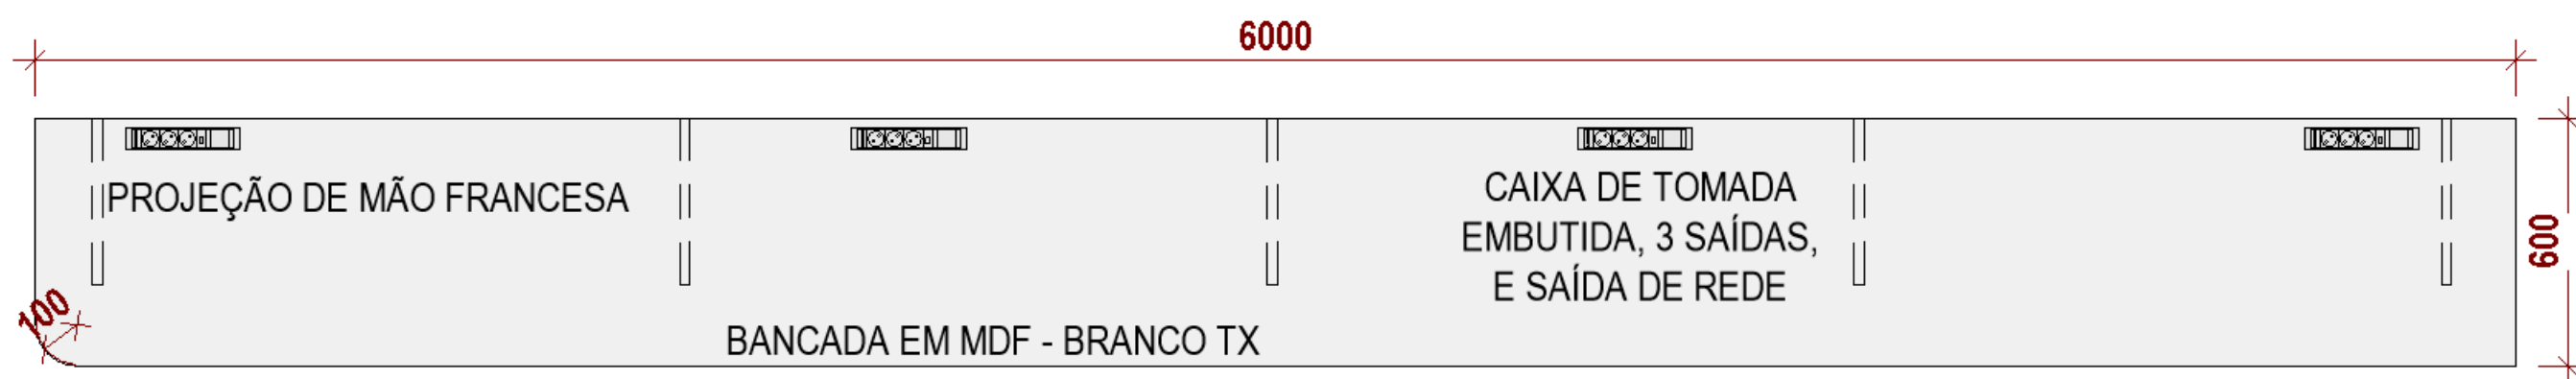 6000
PROJEÇÃO DE MÃO FRANCESA
CAIXA DE TOMADA
EMBUTIDA, 3 SAÍDAS,
E SAÍDA DE REDE
600
100
BANCADA EM MDF - BRANCO TX